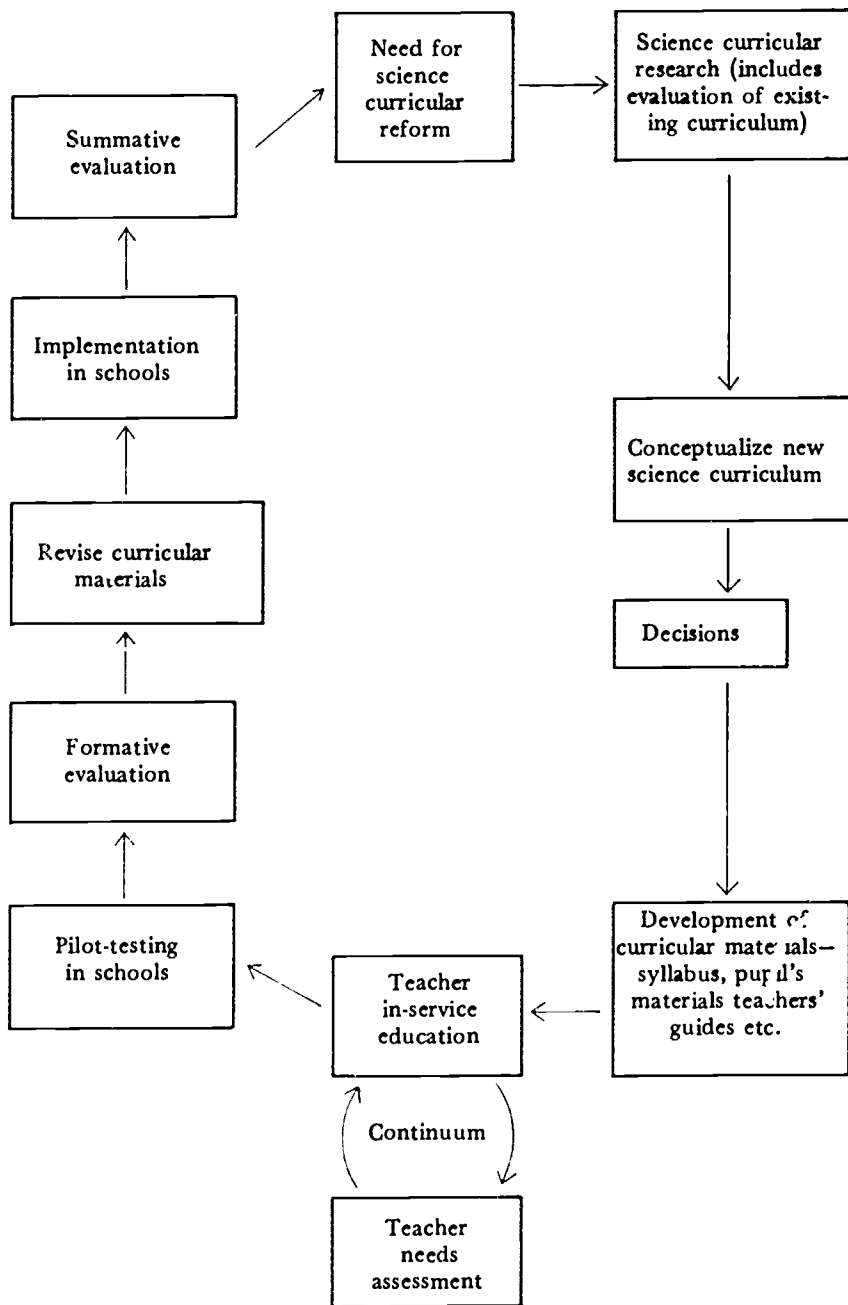 Need for
science
curricular
reform
Science curricular
research (includes
evaluation of exist-
ing curriculum)
Conceptualize new
science curriculum
Decisions
Development of
curricular materials—
syllabus, pupil's
materials teachers'
guides etc.
Teacher
in-service
education
Continuum
Teacher
needs
assessment
Pilot-testing
in schools
Formative
evaluation
Revise curricular
materials
Implementation
in schools
Summative
evaluation